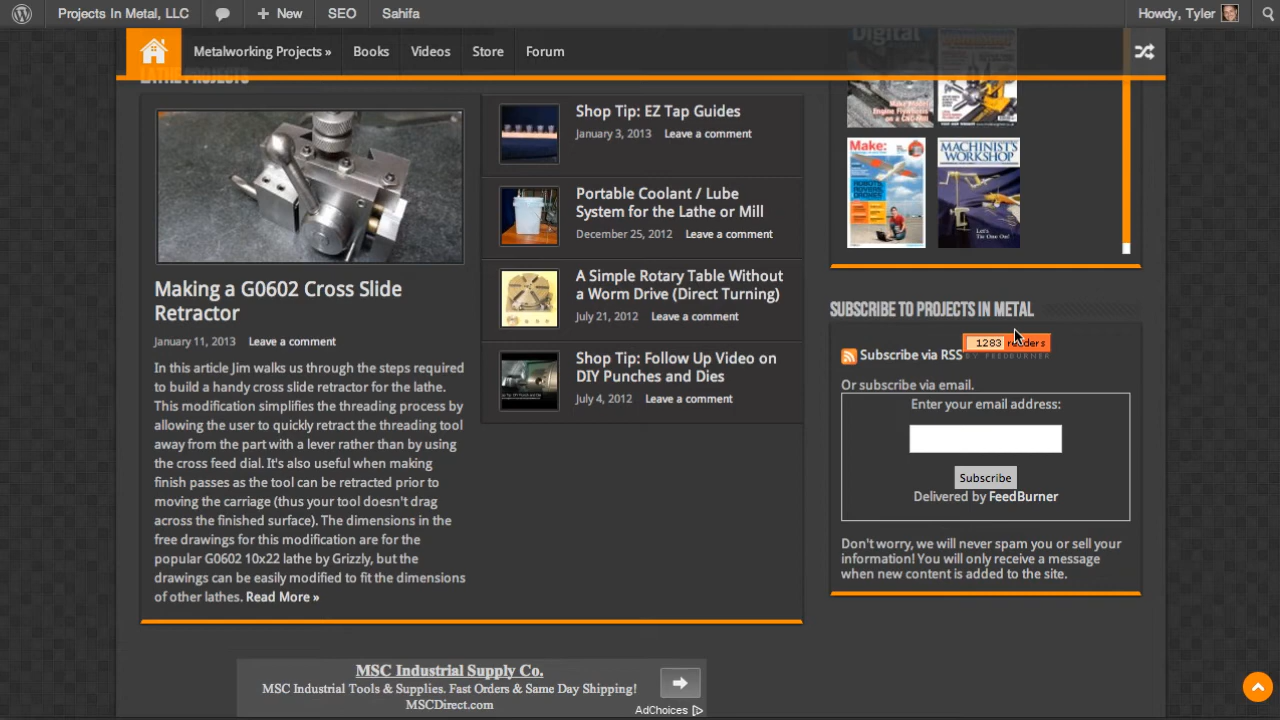 Projects In Metal, LLC
New
SEO
Sahifa
Howdy, Tyler
Metalworking Projects »
Books
Videos
Store
Forum
LATHE PROJECTS
Making a G0602 Cross Slide
Retractor
January 11, 2013 Leave a comment
In this article Jim walks us through the steps required
to build a handy cross slide retractor for the lathe.
This modification simplifies the threading process by
allowing the user to quickly retract the threading tool
away from the part with a lever rather than by using
the cross feed dial. It's also useful when making
finish passes as the tool can be retracted prior to
moving the carriage (thus your tool doesn't drag
across the finished surface). The dimensions in the
free drawings for this modification are for the
popular G0602 10x22 lathe by Grizzly, but the
drawings can be easily modified to fit the dimensions
of other lathes. Read More »
Shop Tip: EZ Tap Guides
January 3, 2013 Leave a comment
Portable Coolant / Lube
System for the Lathe or Mill
December 25, 2012 Leave a comment
A Simple Rotary Table Without
a Worm Drive (Direct Turning)
July 21, 2012 Leave a comment
Shop Tip: Follow Up Video on
DIY Punches and Dies
July 4, 2012 Leave a comment
Digital
Make:
ROBOTS,
ROVERS,
DRONES
MACHINIST'S
WORKSHOP
Let's
Tie One On!
SUBSCRIBE TO PROJECTS IN METAL
Subscribe via RSS
1283 readers
BY FEEDBURNER
Or subscribe via email.
Enter your email address:
Subscribe
Delivered by FeedBurner
Don't worry, we will never spam you or sell your
information! You will only receive a message
when new content is added to the site.
MSC Industrial Supply Co.
MSC Industrial Tools & Supplies. Fast Orders & Same Day Shipping!
MSCDirect.com
AdChoices